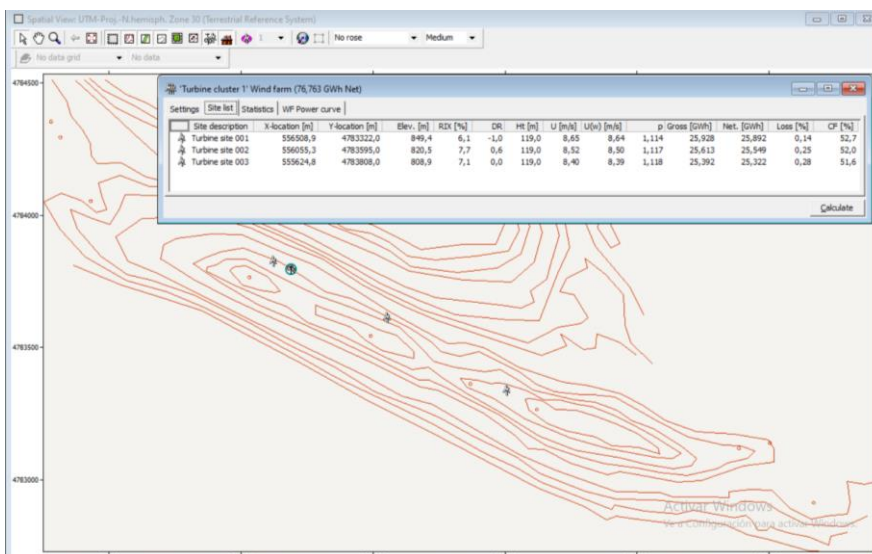 Spatial View: UTM-Proj.-N.hemisph. Zone 30 (Terrestrial Reference System)
1 No rose Medium
No data grid No data
4784500
'Turbine cluster 1' Wind farm (76,763 GWh Net)
Settings Site list Statistics WF Power curve
Site description X-location [m] Y-location [m] Elev. [m] RIX [%] DR Ht [m] U [m/s] U(w) [m/s] p Gross [GWh] Net. [GWh] Loss [%] CF [%]
Turbine site 001 556508,9 4783322,0 849,4 6,1 -1,0 119,0 8,65 8,64 1,114 25,928 25,892 0,14 52,7
Turbine site 002 556055,3 4783595,0 820,5 7,7 0,6 119,0 8,52 8,50 1,117 25,613 25,549 0,25 52,0
Turbine site 003 555624,8 4783808,0 808,9 7,1 0,0 119,0 8,40 8,39 1,118 25,392 25,322 0,28 51,6
Calculate
4784000
4783500
4783000
Activar Windows
Ve a Configuración para activar Windows.